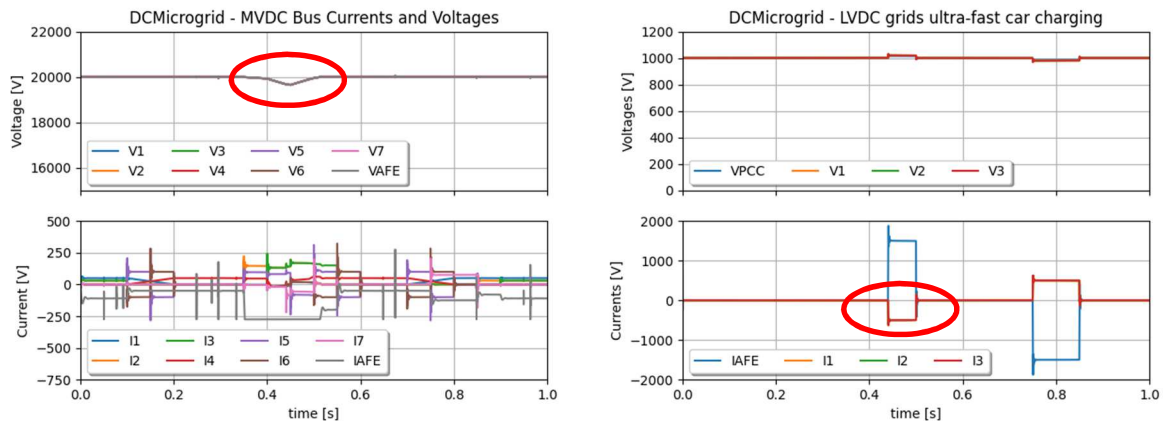 DCMicrogrid - MVDC Bus Currents and Voltages
22000
20000
18000
16000
Voltage [V]
V1 V3 V5 V7
V2 V4 V6 VAFE
500
250
0
−250
−500
−750
Current [V]
I1 I3 I5 I7
I2 I4 I6 IAFE
0.0 0.2 0.4 0.6 0.8 1.0
time [s]
DCMicrogrid - LVDC grids ultra-fast car charging
1200
1000
800
600
400
200
0
Voltages [V]
VPCC V1 V2 V3
2000
1000
0
−1000
−2000
Currents [V]
IAFE I1 I2 I3
0.0 0.2 0.4 0.6 0.8 1.0
time [s]